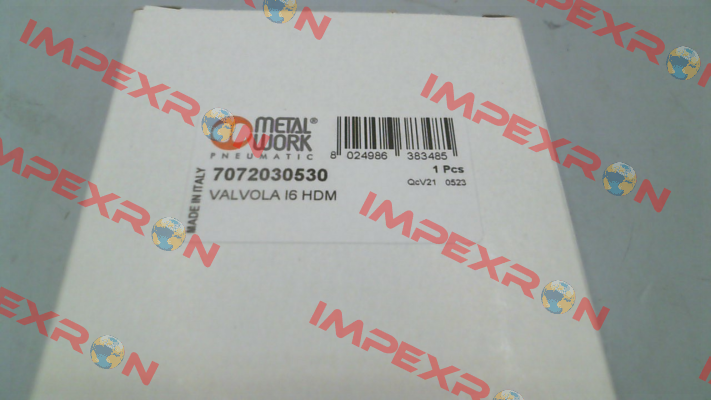 METAL®
WORK
PNEUMATIC
8 024986 383485
7072030530
1 Pcs
VALVOLA I6 HDM
QcV21 0523
MADE IN ITALY
IMPEXRON
IMPEXRON
IMPEXRON
IMPEXRON
IMPEXRON
IMPEXRON